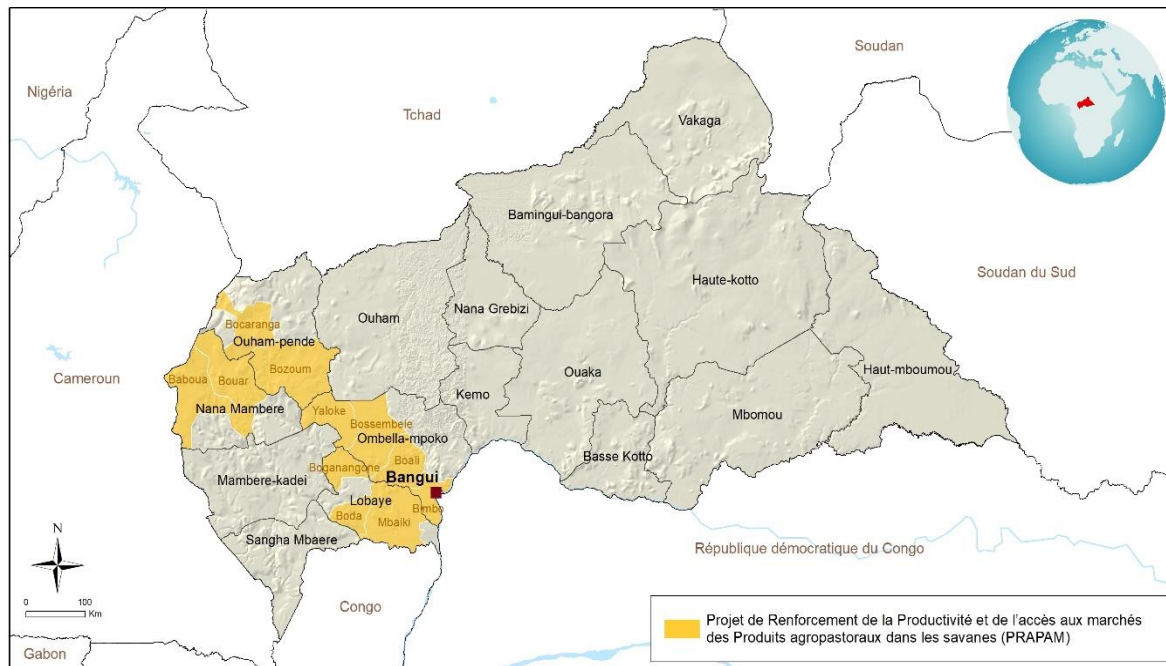 Nigéria
Tchad
Soudan
Vakaga
Bamingui-bangora
Haute-kotto
Soudan du Sud
Ouham
Nana Grebizi
Bocaranga
Ouham-pende
Bozoum
Baboua
Bouar
Cameroun
Nana Mambere
Kemo
Ouaka
Haut-mboumou
Mbomou
Yaloke
Bossembele
Ombella-mpoko
Basse Kotto
Boganangone
Boali
Mambere-kadei
Bangui
Lobaye
Bimbo
Boda
Mbaiki
Sangha Mbaere
République démocratique du Congo
N
0 100
Km
Congo
Gabon
Projet de Renforcement de la Productivité et de l'accès aux marchés
des Produits agropastoraux dans les savanes (PRAPAM)